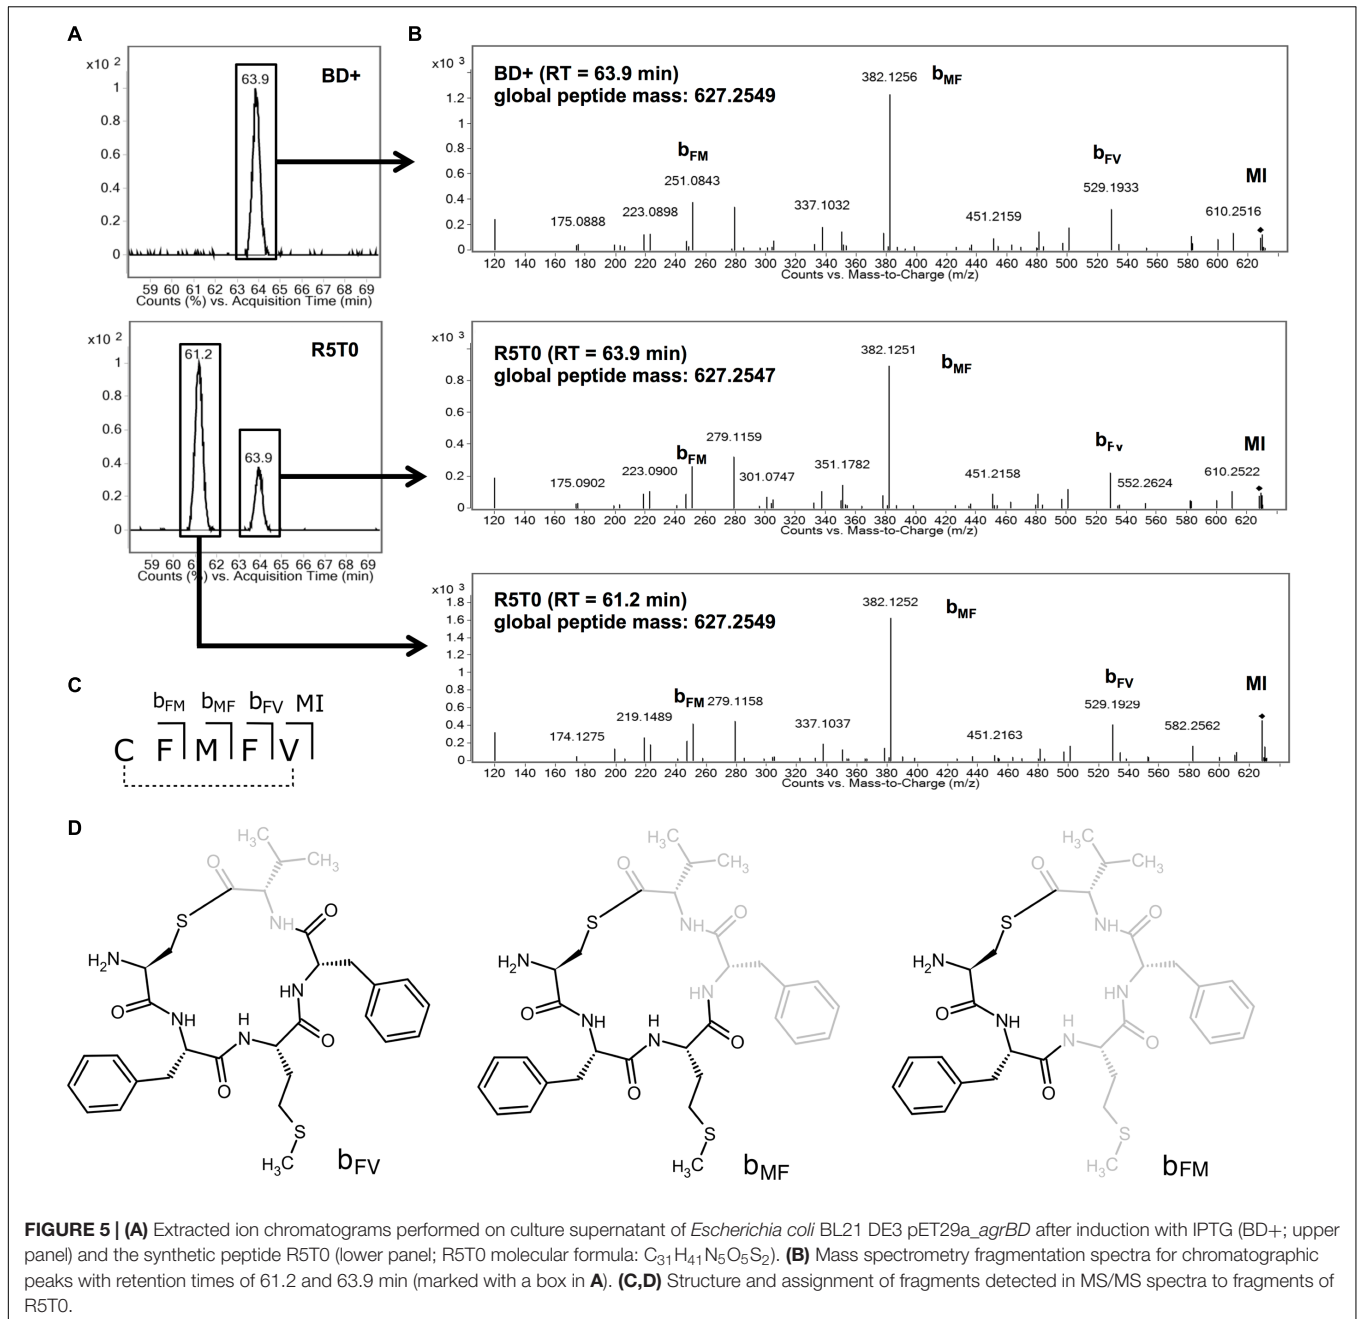 A
x10 2
BD+
63.9
1
0.8
0.6
0.4
0.2
0
59 60 61 62 63 64 65 66 67 68 69
Counts (%) vs. Acquisition Time (min)
x10 2
R5T0
61.2
63.9
1
0.8
0.6
0.4
0.2
0
59 60 61 62 63 64 65 66 67 68 69
Counts (%) vs. Acquisition Time (min)
B
x10 3
BD+ (RT = 63.9 min)
global peptide mass: 627.2549
382.1256 bMF
bFM
251.0843
bFV
529.1933
MI
175.0888 223.0898 337.1032 451.2159 610.2516
1.2
1
0.8
0.6
0.4
0.2
0
120 140 160 180 200 220 240 260 280 300 320 340 360 380 400 420 440 460 480 500 520 540 560 580 600 620
Counts vs. Mass-to-Charge (m/z)
x10 3
R5T0 (RT = 63.9 min)
global peptide mass: 627.2547
382.1251
bMF
bFM
279.1159
bFv
MI
175.0902 223.0900 301.0747 351.1782 451.2158 552.2624 610.2522
0.8
0.6
0.4
0.2
0
120 140 160 180 200 220 240 260 280 300 320 340 360 380 400 420 440 460 480 500 520 540 560 580 600 620
Counts vs. Mass-to-Charge (m/z)
x10 3
R5T0 (RT = 61.2 min)
global peptide mass: 627.2549
382.1252 bMF
bFM 279.1158
bFV
529.1929
MI
174.1275 219.1489 337.1037 451.2163 582.2562
1.8
1.6
1.4
1.2
1
0.8
0.6
0.4
0.2
0
120 140 160 180 200 220 240 260 280 300 320 340 360 380 400 420 440 460 480 500 520 540 560 580 600 620
Counts vs. Mass-to-Charge (m/z)
C
bFM bMF bFV MI
C F M F V
D
H3C
CH3
O
S
NH
O
H2N
HN
O
NH
H
N
O
O
S
H3C
bFV
H3C
CH3
O
S
NH
O
H2N
HN
O
NH
H
N
O
O
S
H3C
bMF
H3C
CH3
O
S
NH
O
H2N
HN
O
NH
H
N
O
O
S
H3C
bFM
FIGURE 5 | (A) Extracted ion chromatograms performed on culture supernatant of Escherichia coli BL21 DE3 pET29a_agrBD after induction with IPTG (BD+; upper
panel) and the synthetic peptide R5T0 (lower panel; R5T0 molecular formula: C31H41N5O5S2). (B) Mass spectrometry fragmentation spectra for chromatographic
peaks with retention times of 61.2 and 63.9 min (marked with a box in A). (C,D) Structure and assignment of fragments detected in MS/MS spectra to fragments of
R5T0.